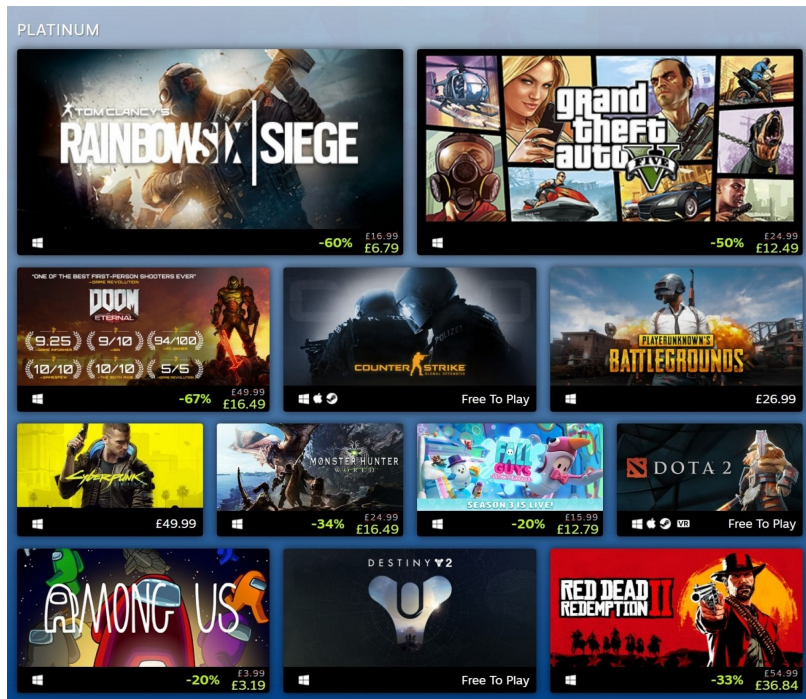 PLATINUM
TOM CLANCY'S
RAINBOW SIX | SIEGE
-60% £16.99 £6.79
grand
theft
auto
FIVE
-50% £24.99 £12.49
"ONE OF THE BEST FIRST-PERSON SHOOTERS EVER"
-GAME REVOLUTION
DOOM
ETERNAL
9.25 9/10 94/100
10/10 10/10 5/5
-67% £49.99 £16.49
POLIZEI
COUNTER STRIKE
GLOBAL OFFENSIVE
Free To Play
PLAYERUNKNOWN'S
BATTLEGROUNDS
£26.99
Cyberpunk
£49.99
MONSTER HUNTER
WORLD
-34% £24.99 £16.49
FALL
GUYS
SEASON 3 IS LIVE!
-20% £15.99 £12.79
DOTA 2
VR Free To Play
AMONG US
-20% £3.99 £3.19
DESTINY 2
Free To Play
RED DEAD
REDEMPTION II
-33% £54.99 £36.84